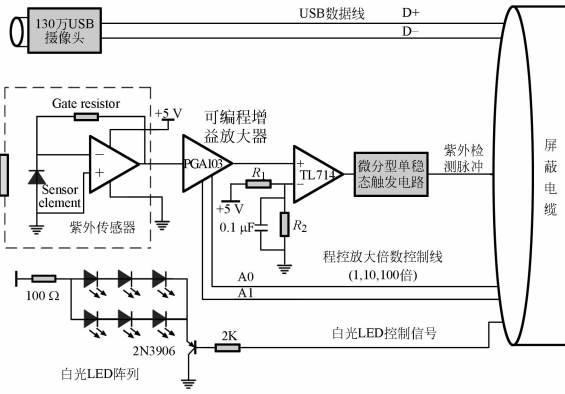 130万USB
摄像头
USB数据线
D+
D−
Gate resistor
+5 V
可编程增
益放大器
PGA103
Sensor
element
紫外传感器
R1
TL714
+5 V
0.1 μF
R2
微分型单稳
态触发电路
紫外检
测脉冲
屏
蔽
电
缆
程控放大倍数控制线
A0
(1,10,100倍)
A1
+12 V
100 Ω
2N3906
2K
白光LED控制信号
白光LED阵列